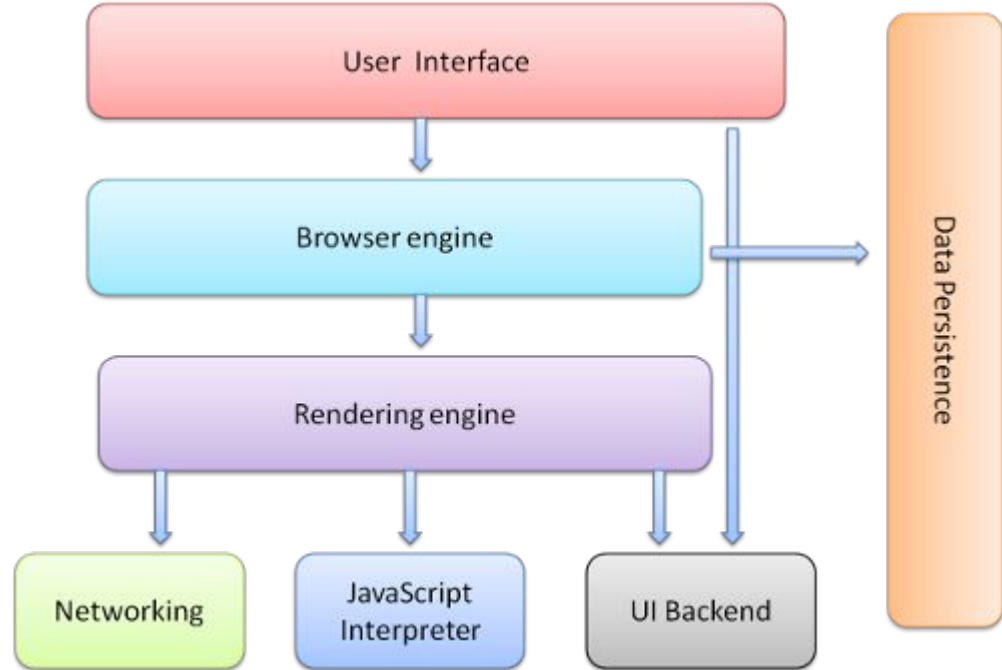 User Interface
Browser engine
Data Persistence
Rendering engine
Networking
JavaScript
Interpreter
UI Backend